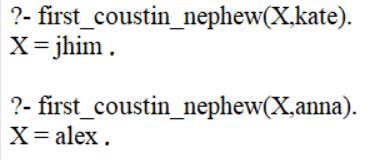 ?- first_coustin_nephew(X,kate).
X = jhim .
?- first_coustin_nephew(X,anna).
X = alex .